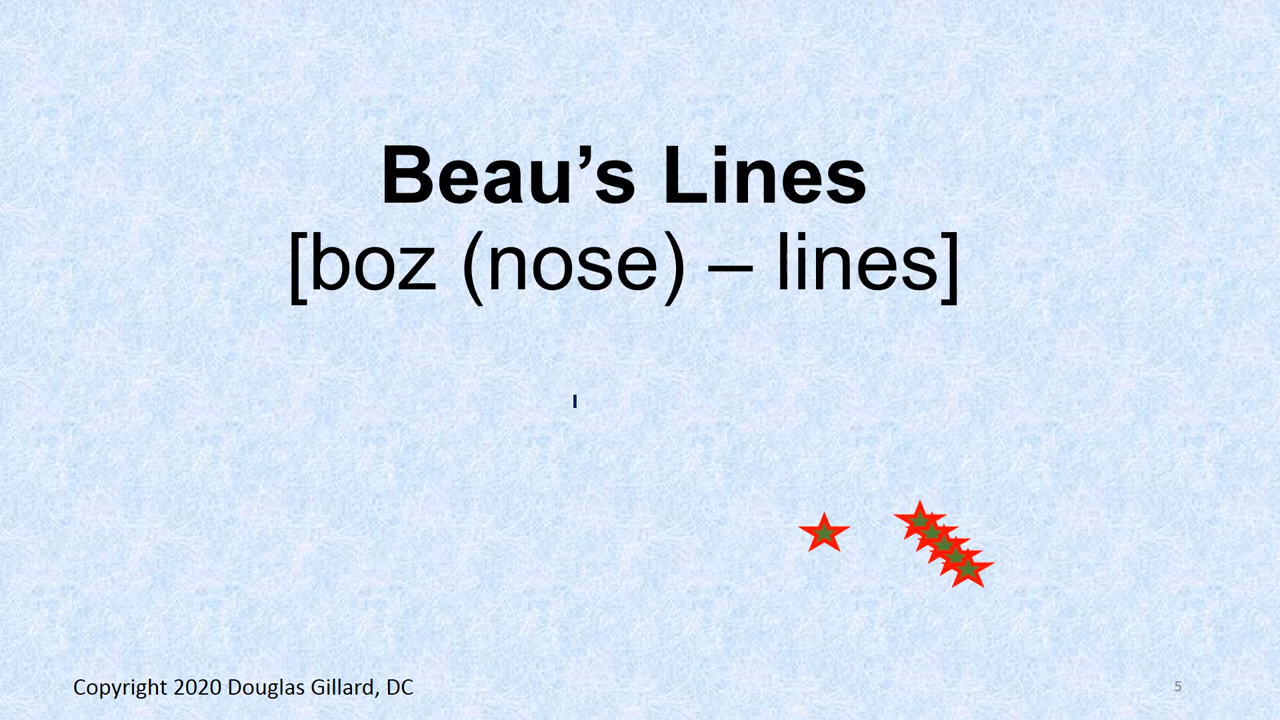 Beau’s Lines
[boz (nose) – lines]
Copyright 2020 Douglas Gillard, DC
5